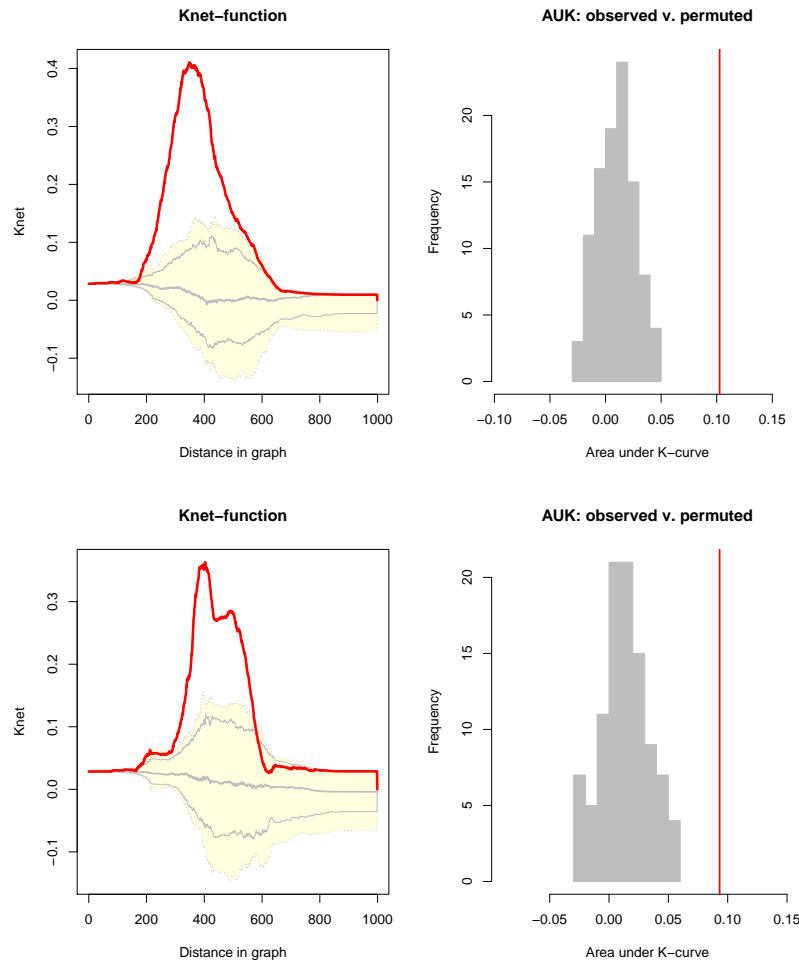 Knet−function
Knet
−0.1
0.0
0.1
0.2
0.3
0.4
0 200 400 600 800 1000
Distance in graph
AUK: observed v. permuted
Frequency
0
5
10
15
20
−0.10 −0.05 0.00 0.05 0.10 0.15
Area under K−curve
Knet−function
Knet
−0.1
0.0
0.1
0.2
0.3
0 200 400 600 800 1000
Distance in graph
AUK: observed v. permuted
Frequency
0
5
10
15
20
−0.05 0.00 0.05 0.10 0.15
Area under K−curve